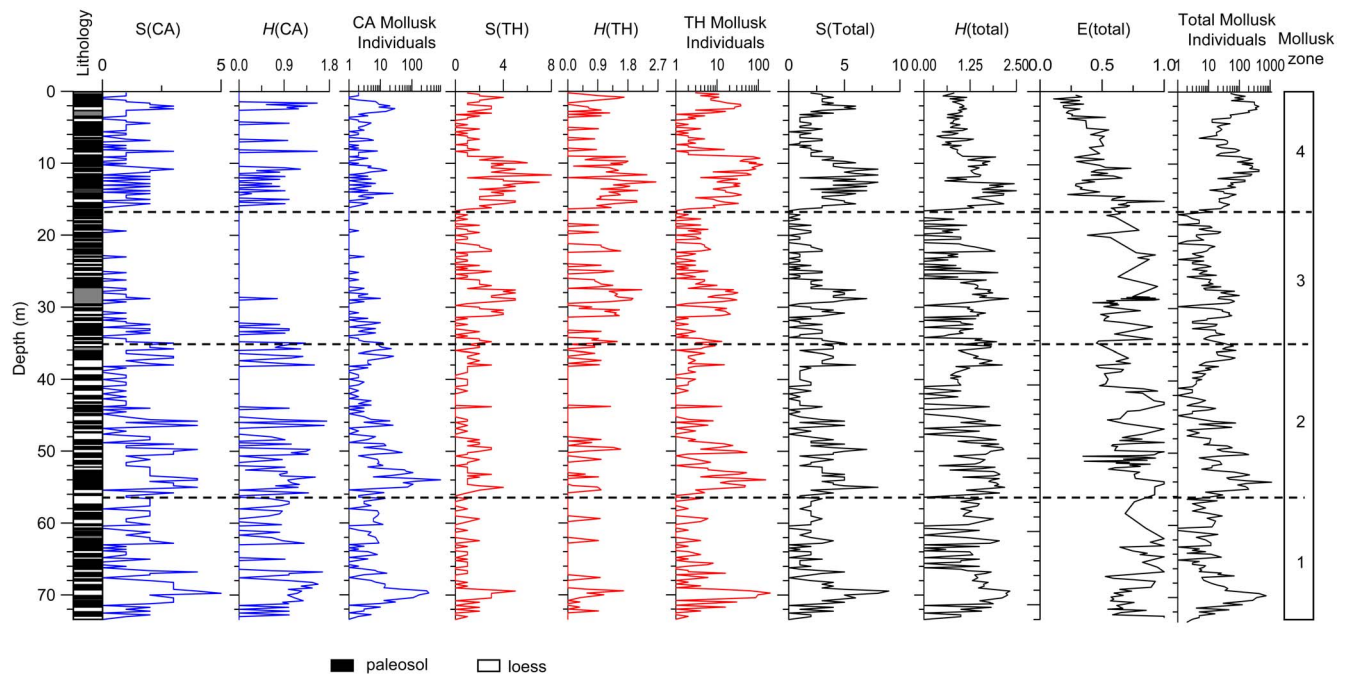 Lithology
S(CA)
H(CA)
CA Mollusk
Individuals
S(TH)
H(TH)
TH Mollusk
Individuals
S(Total)
H(total)
E(total)
Total Mollusk
Individuals
Mollusk
zone
0 5
0.0 0.9 1.8
1 10 100
0 4 8
0.0 0.9 1.8 2.7
1 10 100
0 5 10
0.00 1.25 2.50
0.0 0.5 1.0
1 10 100 1000
Depth (m)
0
10
20
30
40
50
60
70
4
3
2
1
paleosol
loess